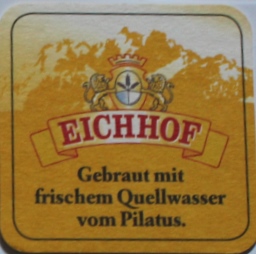 EICHHOF
Gebraut mit
frischem Quellwasser
vom Pilatus.